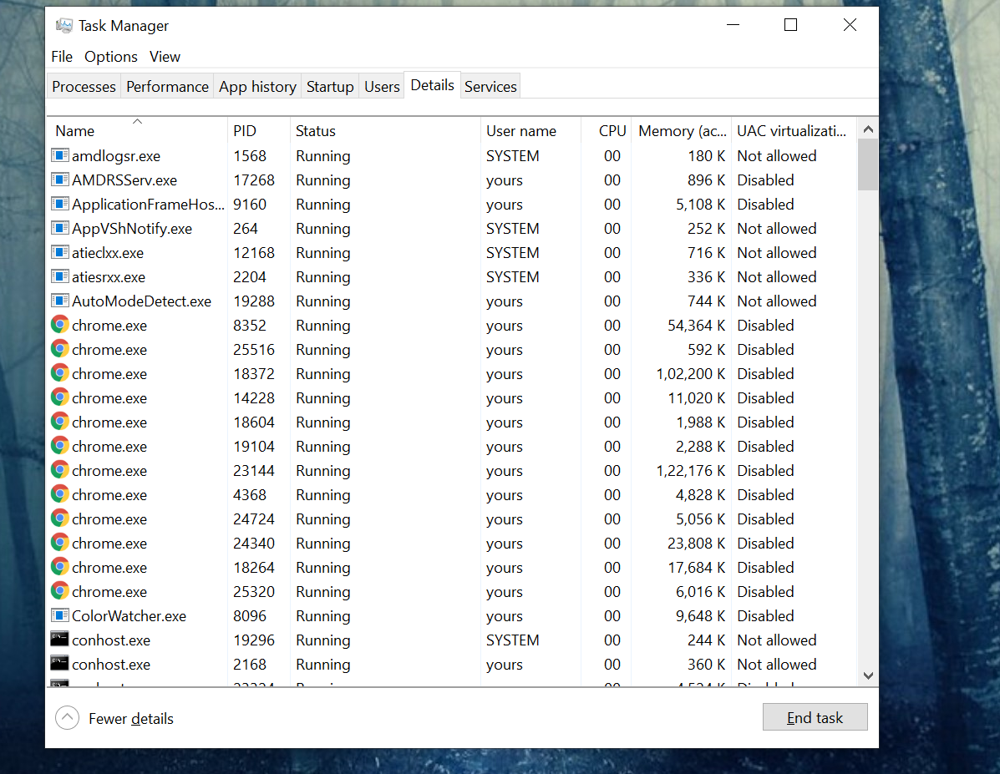 Task Manager
File Options View
Processes Performance App history Startup Users Details Services
Name PID Status User name CPU Memory (ac... UAC virtualizati...
amdlogsr.exe 1568 Running SYSTEM 00 180 K Not allowed
AMDRSServ.exe 17268 Running yours 00 896 K Disabled
ApplicationFrameHos... 9160 Running yours 00 5,108 K Disabled
AppVShNotify.exe 264 Running SYSTEM 00 252 K Not allowed
atieclxx.exe 12168 Running SYSTEM 00 716 K Not allowed
atiesrxx.exe 2204 Running SYSTEM 00 336 K Not allowed
AutoModeDetect.exe 19288 Running yours 00 744 K Not allowed
chrome.exe 8352 Running yours 00 54,364 K Disabled
chrome.exe 25516 Running yours 00 592 K Disabled
chrome.exe 18372 Running yours 00 1,02,200 K Disabled
chrome.exe 14228 Running yours 00 11,020 K Disabled
chrome.exe 18604 Running yours 00 1,988 K Disabled
chrome.exe 19104 Running yours 00 2,288 K Disabled
chrome.exe 23144 Running yours 00 1,22,176 K Disabled
chrome.exe 4368 Running yours 00 4,828 K Disabled
chrome.exe 24724 Running yours 00 5,056 K Disabled
chrome.exe 24340 Running yours 00 23,808 K Disabled
chrome.exe 18264 Running yours 00 17,684 K Disabled
chrome.exe 25320 Running yours 00 6,016 K Disabled
ColorWatcher.exe 8096 Running yours 00 9,648 K Disabled
conhost.exe 19296 Running SYSTEM 00 244 K Not allowed
conhost.exe 2168 Running yours 00 360 K Not allowed
Fewer details End task